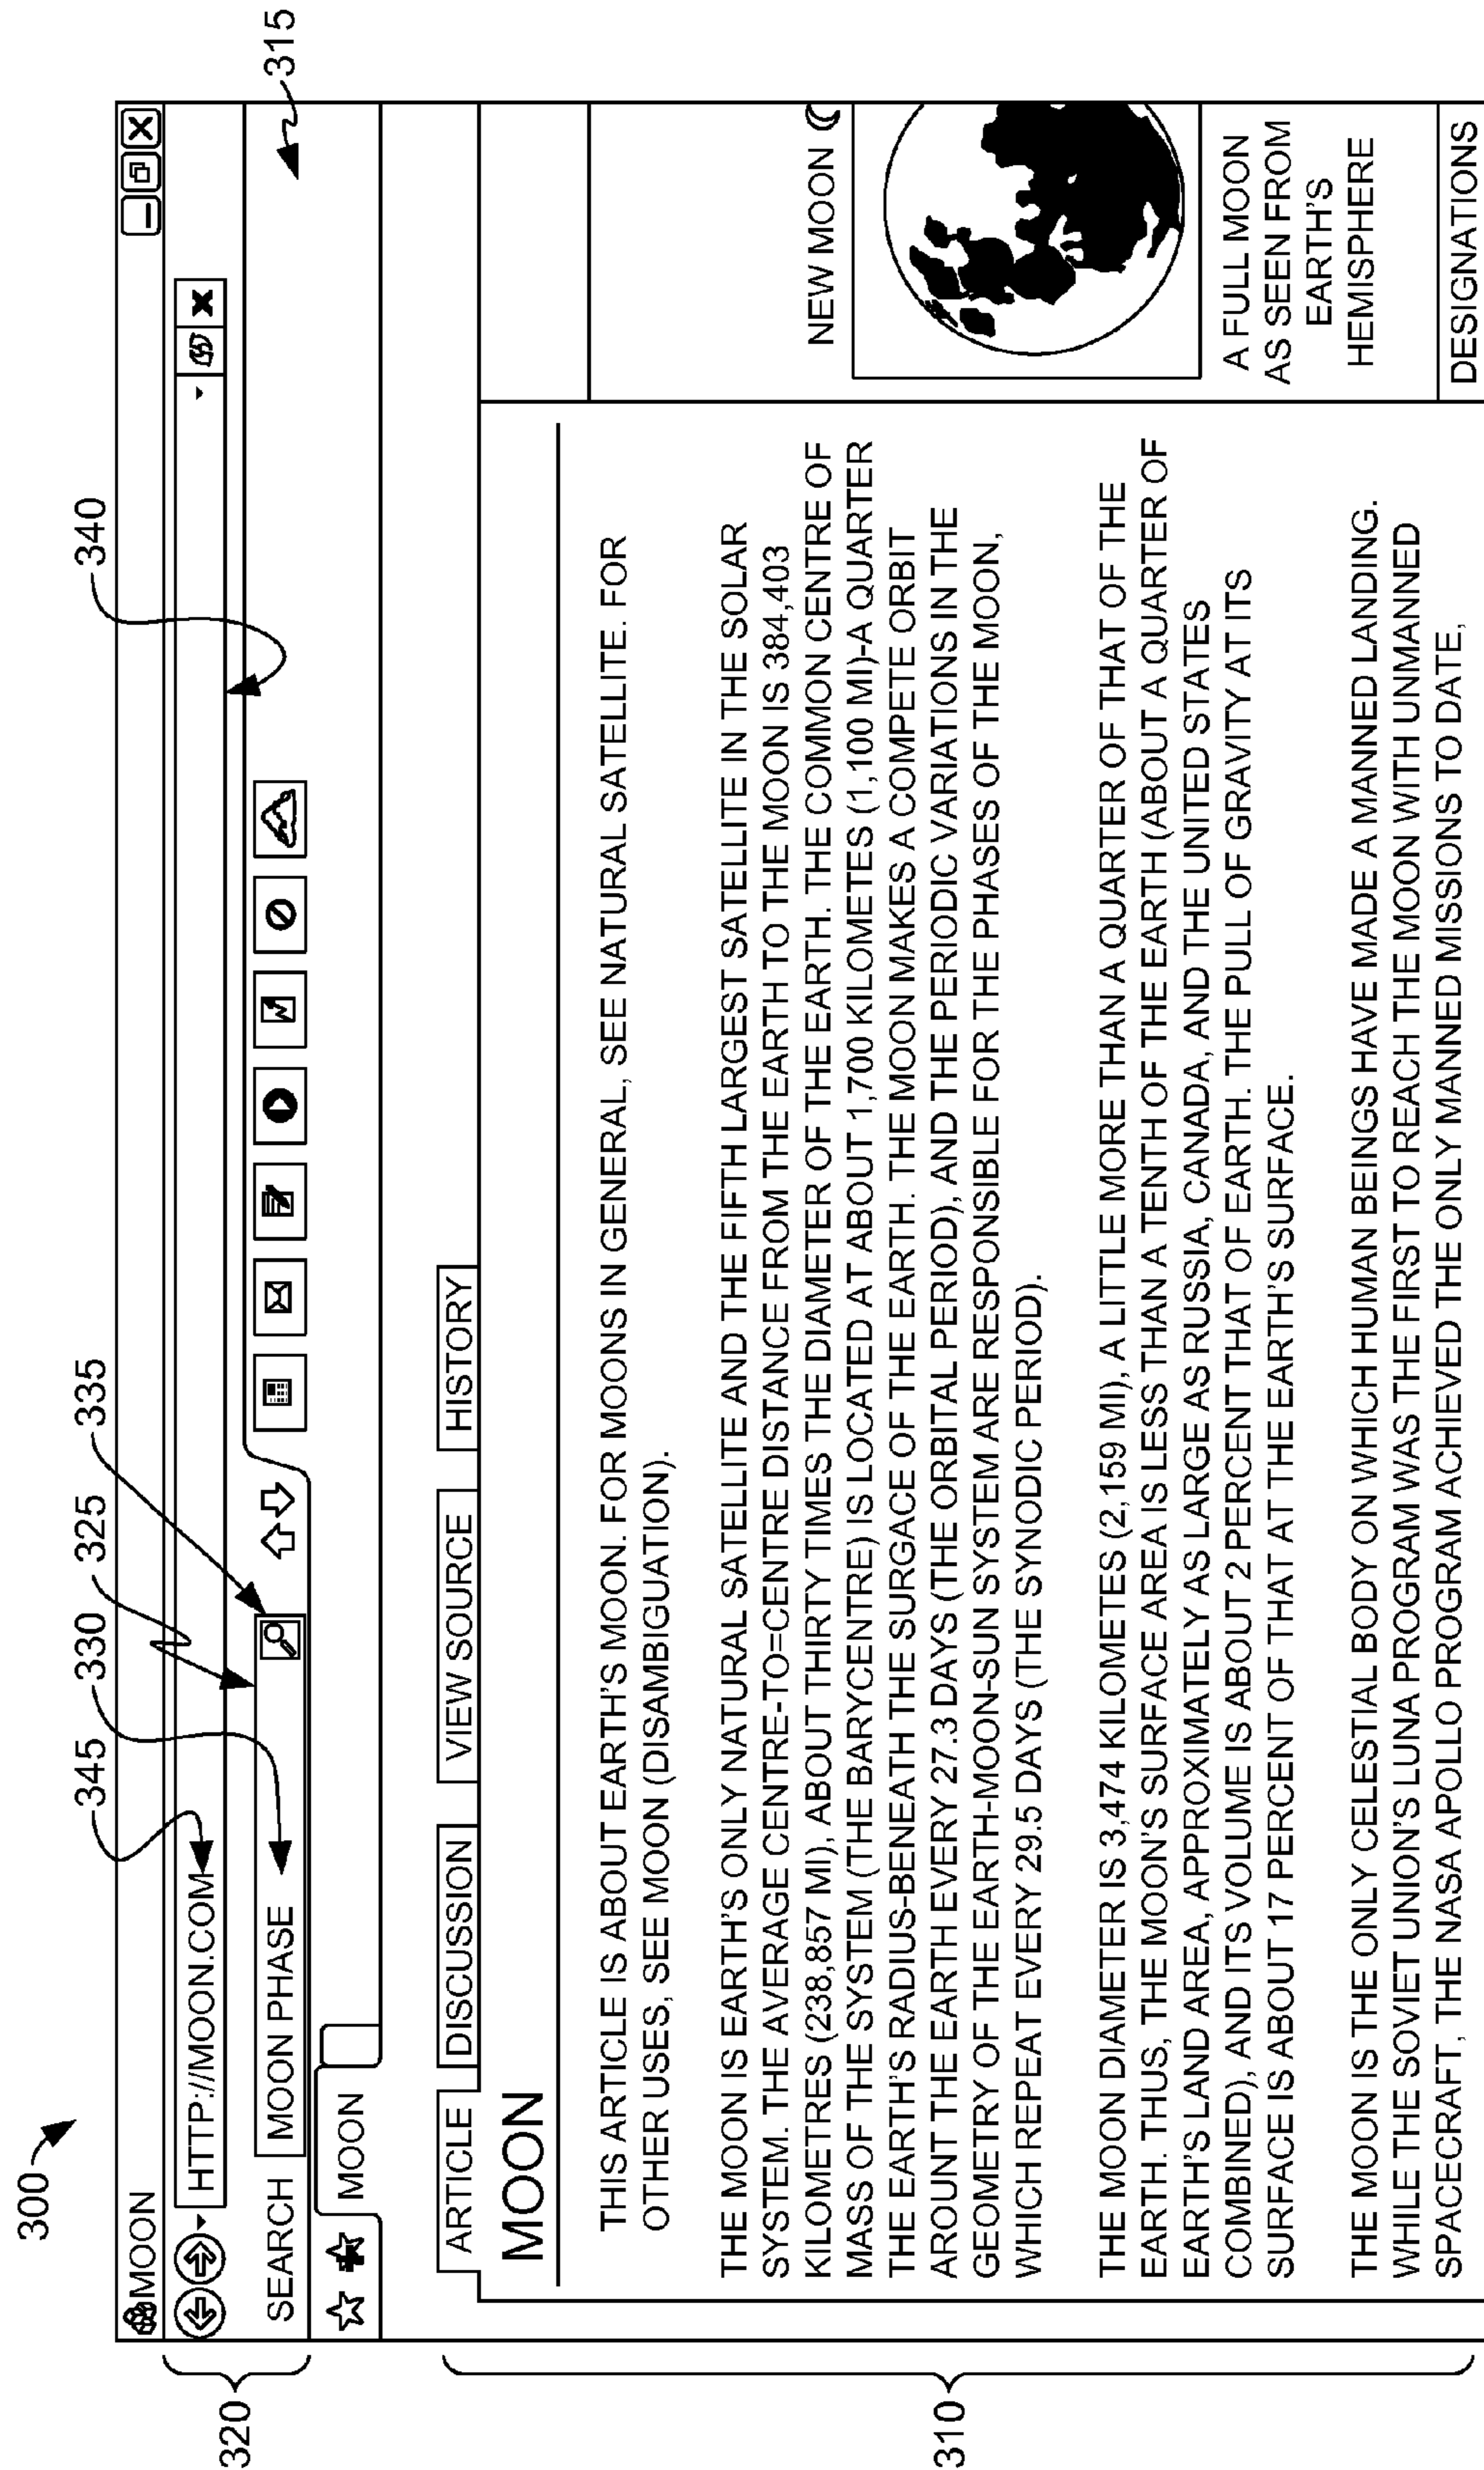 300
345
330
325
335
340
315
320
310
MOON
HTTP://MOON.COM
SEARCH MOON PHASE
MOON
ARTICLE DISCUSSION VIEW SOURCE HISTORY
MOON
THIS ARTICLE IS ABOUT EARTH'S MOON. FOR MOONS IN GENERAL, SEE NATURAL SATELLITE. FOR
OTHER USES, SEE MOON (DISAMBIGUATION).
THE MOON IS EARTH'S ONLY NATURAL SATELLITE AND THE FIFTH LARGEST SATELLITE IN THE SOLAR
SYSTEM. THE AVERAGE CENTRE-TO=CENTRE DISTANCE FROM THE EARTH TO THE MOON IS 384,403
KILOMETRES (238,857 MI), ABOUT THIRTY TIMES THE DIAMETER OF THE EARTH. THE COMMON CENTRE OF
MASS OF THE SYSTEM (THE BARYCENTRE) IS LOCATED AT ABOUT 1,700 KILOMETES (1,100 MI)-A QUARTER
THE EARTH'S RADIUS-BENEATH THE SURGACE OF THE EARTH. THE MOON MAKES A COMPETE ORBIT
AROUNT THE EARTH EVERY 27.3 DAYS (THE ORBITAL PERIOD), AND THE PERIODIC VARIATIONS IN THE
GEOMETRY OF THE EARTH-MOON-SUN SYSTEM ARE RESPONSIBLE FOR THE PHASES OF THE MOON,
WHICH REPEAT EVERY 29.5 DAYS (THE SYNODIC PERIOD).
THE MOON DIAMETER IS 3,474 KILOMETES (2,159 MI), A LITTLE MORE THAN A QUARTER OF THAT OF THE
EARTH. THUS, THE MOON'S SURFACE AREA IS LESS THAN A TENTH OF THE EARTH (ABOUT A QUARTER OF
EARTH'S LAND AREA, APPROXIMATELY AS LARGE AS RUSSIA, CANADA, AND THE UNITED STATES
COMBINED), AND ITS VOLUME IS ABOUT 2 PERCENT THAT OF EARTH. THE PULL OF GRAVITY AT ITS
SURFACE IS ABOUT 17 PERCENT OF THAT AT THE EARTH'S SURFACE.
THE MOON IS THE ONLY CELESTIAL BODY ON WHICH HUMAN BEINGS HAVE MADE A MANNED LANDING.
WHILE THE SOVIET UNION'S LUNA PROGRAM WAS THE FIRST TO REACH THE MOON WITH UNMANNED
SPACECRAFT, THE NASA APOLLO PROGRAM ACHIEVED THE ONLY MANNED MISSIONS TO DATE,
NEW MOON
A FULL MOON
AS SEEN FROM
EARTH'S
HEMISPHERE
DESIGNATIONS